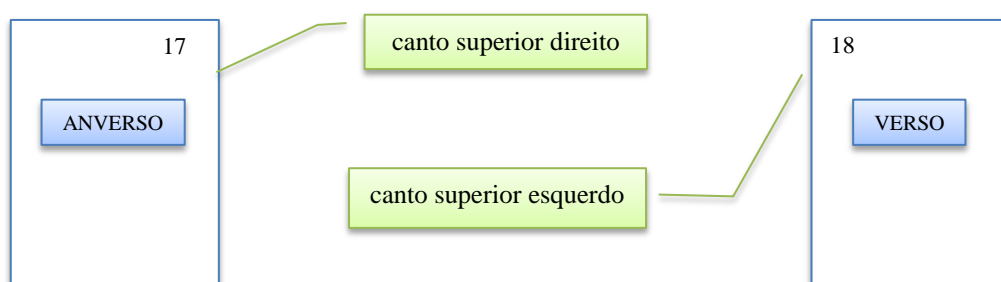 17
canto superior direito
18
ANVERSO
VERSO
canto superior esquerdo